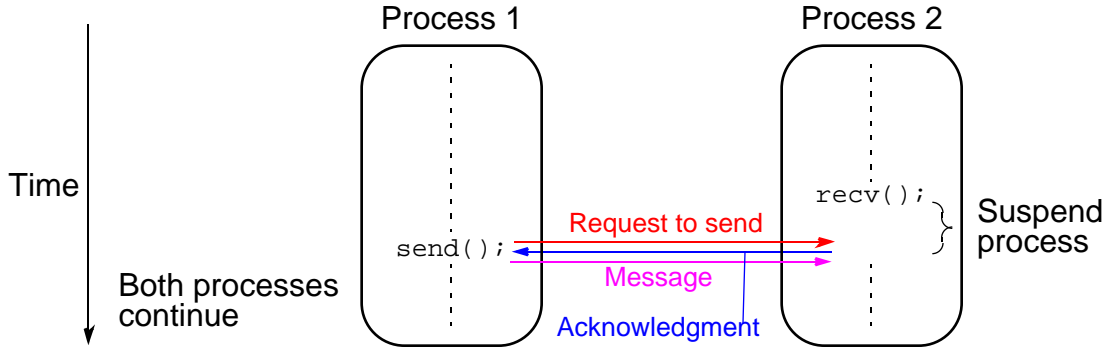 Process 1
Process 2
Time
recv();
Suspend
process
Request to send
send();
Message
Both processes
continue
Acknowledgment